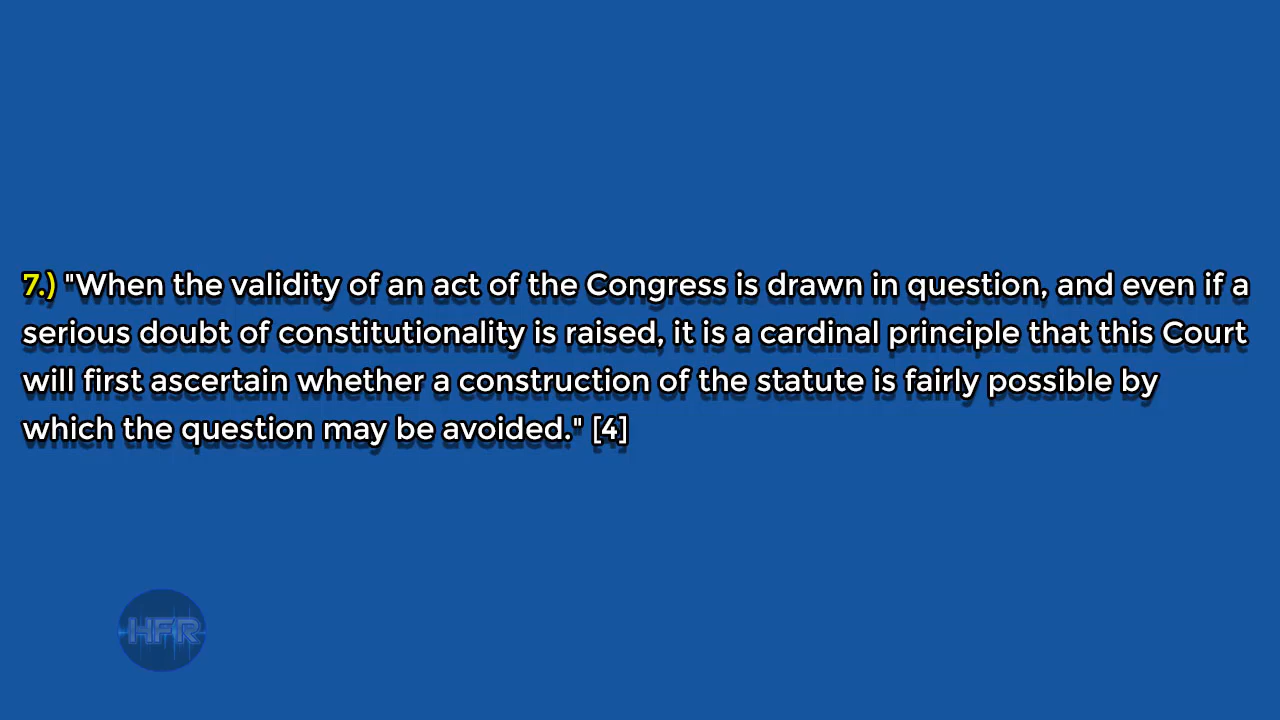 7.) "When the validity of an act of the Congress is drawn in question, and even if a
serious doubt of constitutionality is raised, it is a cardinal principle that this Court
will first ascertain whether a construction of the statute is fairly possible by
which the question may be avoided." [4]
HFR